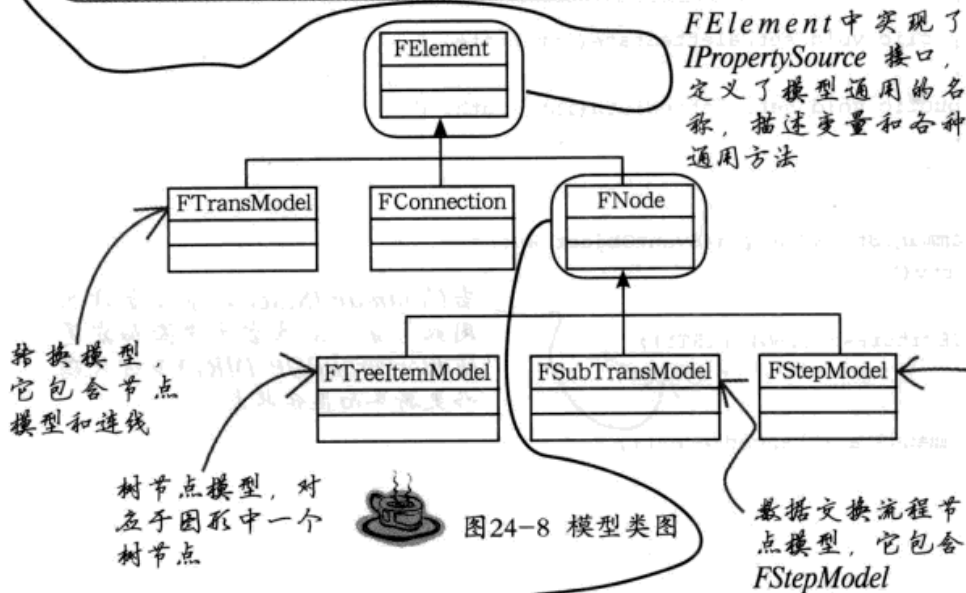 FElement
FElement中实现了
IPropertySource 接口,
定义了模型通用的名
称, 描述变量和各种
通用方法
FTransModel
FConnection
FNode
转换模型
它包含节点
模型和连线
FTreeItemModel
FSubTransModel
FStepModel
树节点模型, 对
应于图形中一个
树节点
图24-8 模型类图
数据交换流程节
点模型, 它包含
FStepModel